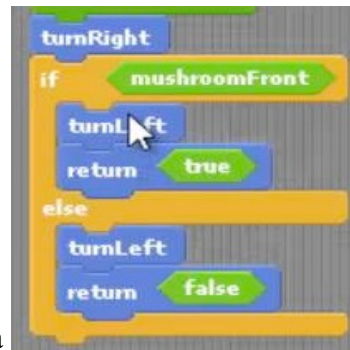 turnRight
if mushroomFront
turnLeft
return true
else
turnLeft
return false